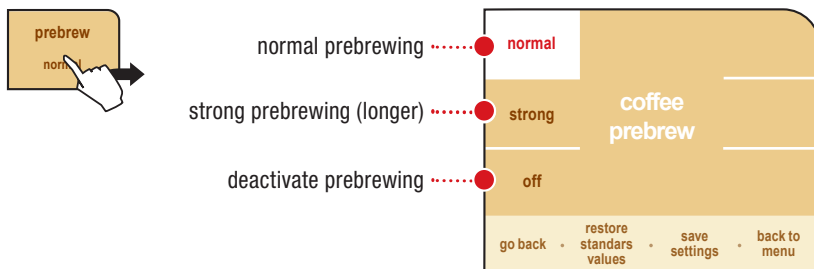 prebrew
normal
normal prebrewing
strong prebrewing (longer)
deactivate prebrewing
normal
strong
off
coffee
prebrew
go back
restore
standars
values
save
settings
back to
menu